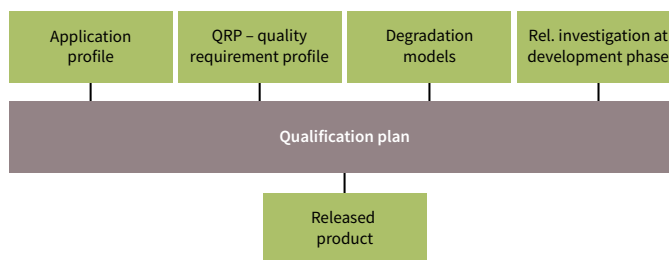 Application
profile
QRP – quality
requirement profile
Degradation
models
Rel. investigation at
development phase
Qualification plan
Released
product